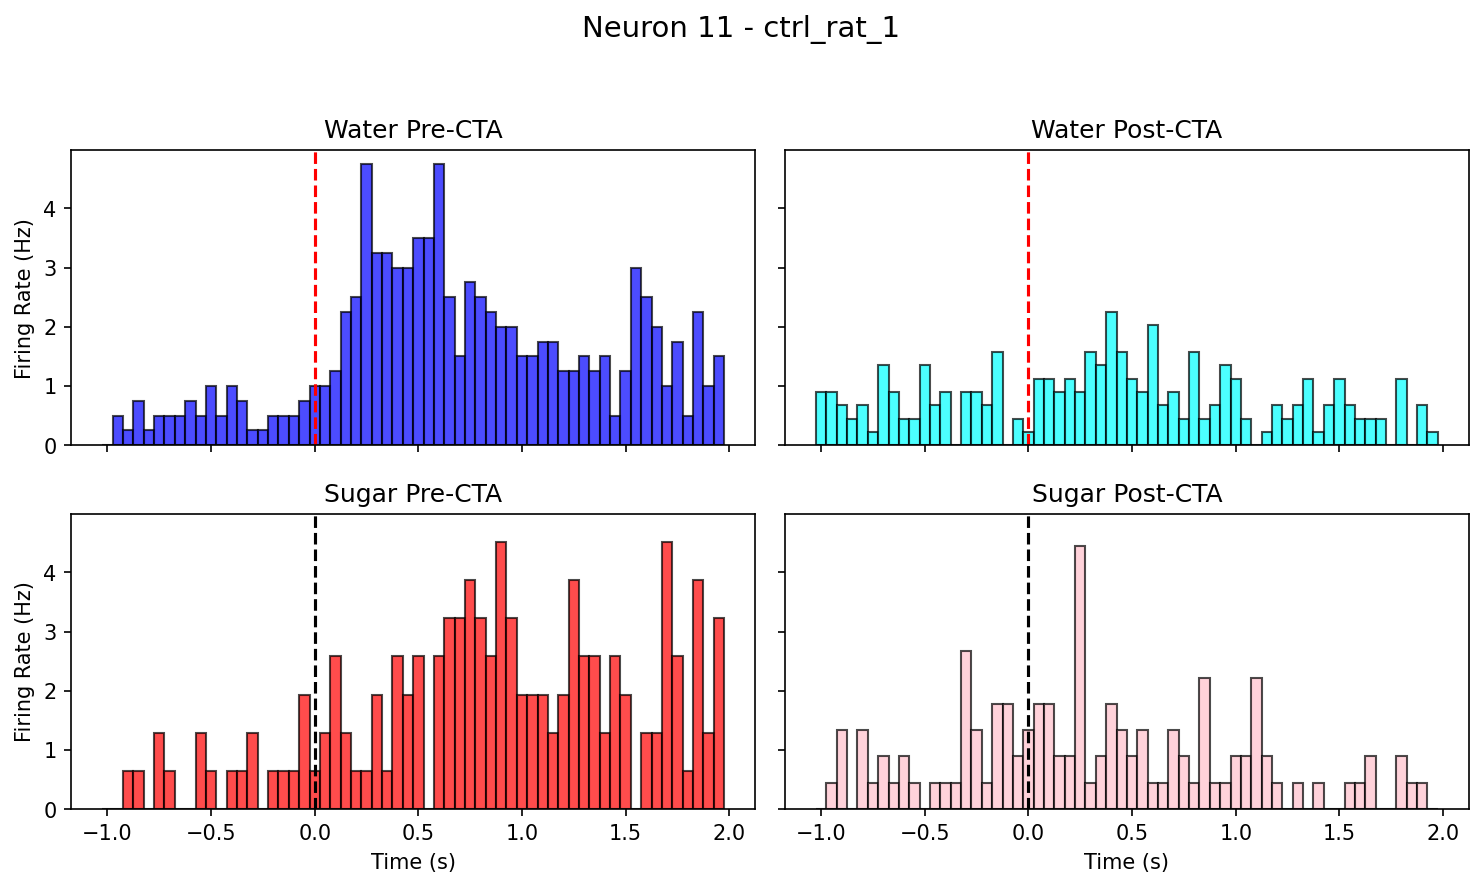 Neuron 11 - ctrl_rat_1
Water Pre-CTA
Water Post-CTA
Firing Rate (Hz)
4
3
2
1
0
Sugar Pre-CTA
Sugar Post-CTA
Firing Rate (Hz)
4
3
2
1
0
−1.0 −0.5 0.0 0.5 1.0 1.5 2.0
−1.0 −0.5 0.0 0.5 1.0 1.5 2.0
Time (s)
Time (s)